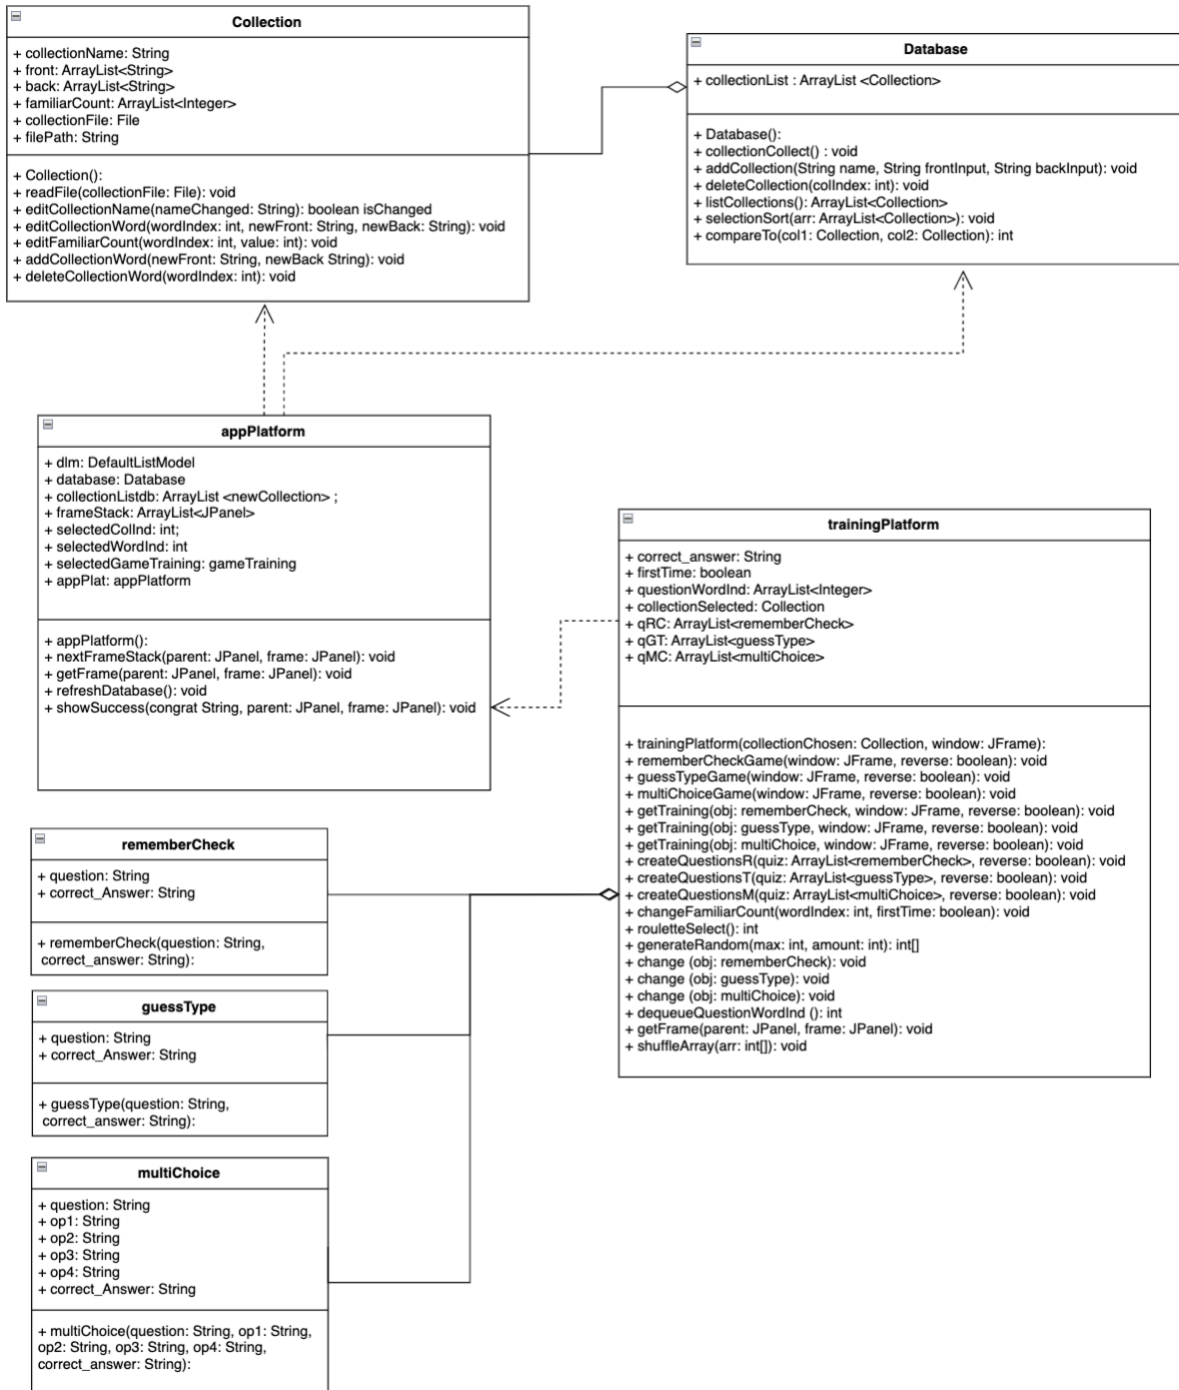 Collection
+ collectionName: String
+ front: ArrayList<String>
+ back: ArrayList<String>
+ familiarCount: ArrayList<Integer>
+ collectionFile: File
+ filePath: String
+ Collection():
+ readFile(collectionFile: File): void
+ editCollectionName(nameChanged: String): boolean isChanged
+ editCollectionWord(wordIndex: int, newFront: String, newBack: String): void
+ editFamiliarCount(wordIndex: int, value: int): void
+ addCollectionWord(newFront: String, newBack String): void
+ deleteCollectionWord(wordIndex: int): void
Database
+ collectionList : ArrayList <Collection>
+ Database():
+ collectionCollect() : void
+ addCollection(String name, String frontInput, String backInput): void
+ deleteCollection(colIndex: int): void
+ listCollections(): ArrayList<Collection>
+ selectionSort(arr: ArrayList<Collection>): void
+ compareTo(col1: Collection, col2: Collection): int
appPlatform
+ dlm: DefaultListModel
+ database: Database
+ collectionListdb: ArrayList <newCollection> ;
+ frameStack: ArrayList<JPanel>
+ selectedColInd: int;
+ selectedWordInd: int
+ selectedGameTraining: gameTraining
+ appPlat: appPlatform
+ appPlatform():
+ nextFrameStack(parent: JPanel, frame: JPanel): void
+ getFrame(parent: JPanel, frame: JPanel): void
+ refreshDatabase(): void
+ showSuccess(congrat String, parent: JPanel, frame: JPanel): void
trainingPlatform
+ correct_answer: String
+ firstTime: boolean
+ questionWordInd: ArrayList<Integer>
+ collectionSelected: Collection
+ qRC: ArrayList<rememberCheck>
+ qGT: ArrayList<guessType>
+ qMC: ArrayList<multiChoice>
+ trainingPlatform(collectionChosen: Collection, window: JFrame):
+ rememberCheckGame(window: JFrame, reverse: boolean): void
+ guessTypeGame(window: JFrame, reverse: boolean): void
+ multiChoiceGame(window: JFrame, reverse: boolean): void
+ getTraining(obj: rememberCheck, window: JFrame, reverse: boolean): void
+ getTraining(obj: guessType, window: JFrame, reverse: boolean): void
+ getTraining(obj: multiChoice, window: JFrame, reverse: boolean): void
+ createQuestionsR(quiz: ArrayList<rememberCheck>, reverse: boolean): void
+ createQuestionsT(quiz: ArrayList<guessType>, reverse: boolean): void
+ createQuestionsM(quiz: ArrayList<multiChoice>, reverse: boolean): void
+ changeFamiliarCount(wordIndex: int, firstTime: boolean): void
+ rouletteSelect(): int
+ generateRandom(max: int, amount: int): int[]
+ change (obj: rememberCheck): void
+ change (obj: guessType): void
+ change (obj: multiChoice): void
+ dequeueQuestionWordInd (): int
+ getFrame(parent: JPanel, frame: JPanel): void
+ shuffleArray(arr: int[]): void
rememberCheck
+ question: String
+ correct_Answer: String
+ rememberCheck(question: String,
correct_answer: String):
guessType
+ question: String
+ correct_Answer: String
+ guessType(question: String,
correct_answer: String):
multiChoice
+ question: String
+ op1: String
+ op2: String
+ op3: String
+ op4: String
+ correct_Answer: String
+ multiChoice(question: String, op1: String,
op2: String, op3: String, op4: String,
correct_answer: String):